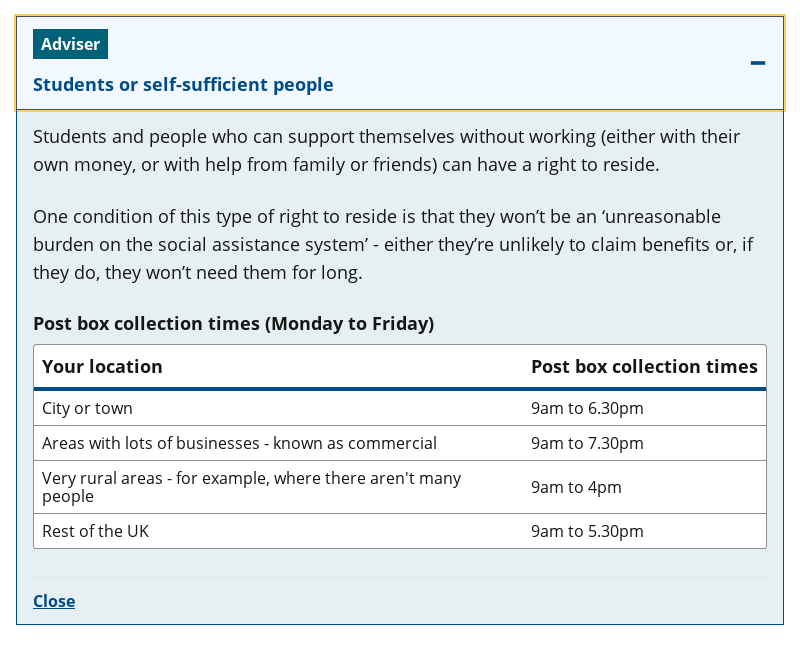 Adviser
Students or self-sufficient people
Students and people who can support themselves without working (either with their
own money, or with help from family or friends) can have a right to reside.
One condition of this type of right to reside is that they won’t be an ‘unreasonable
burden on the social assistance system’ - either they’re unlikely to claim benefits or, if
they do, they won’t need them for long.
Post box collection times (Monday to Friday)
Your location Post box collection times
City or town 9am to 6.30pm
Areas with lots of businesses - known as commercial 9am to 7.30pm
Very rural areas - for example, where there aren't many
people 9am to 4pm
Rest of the UK 9am to 5.30pm
Close